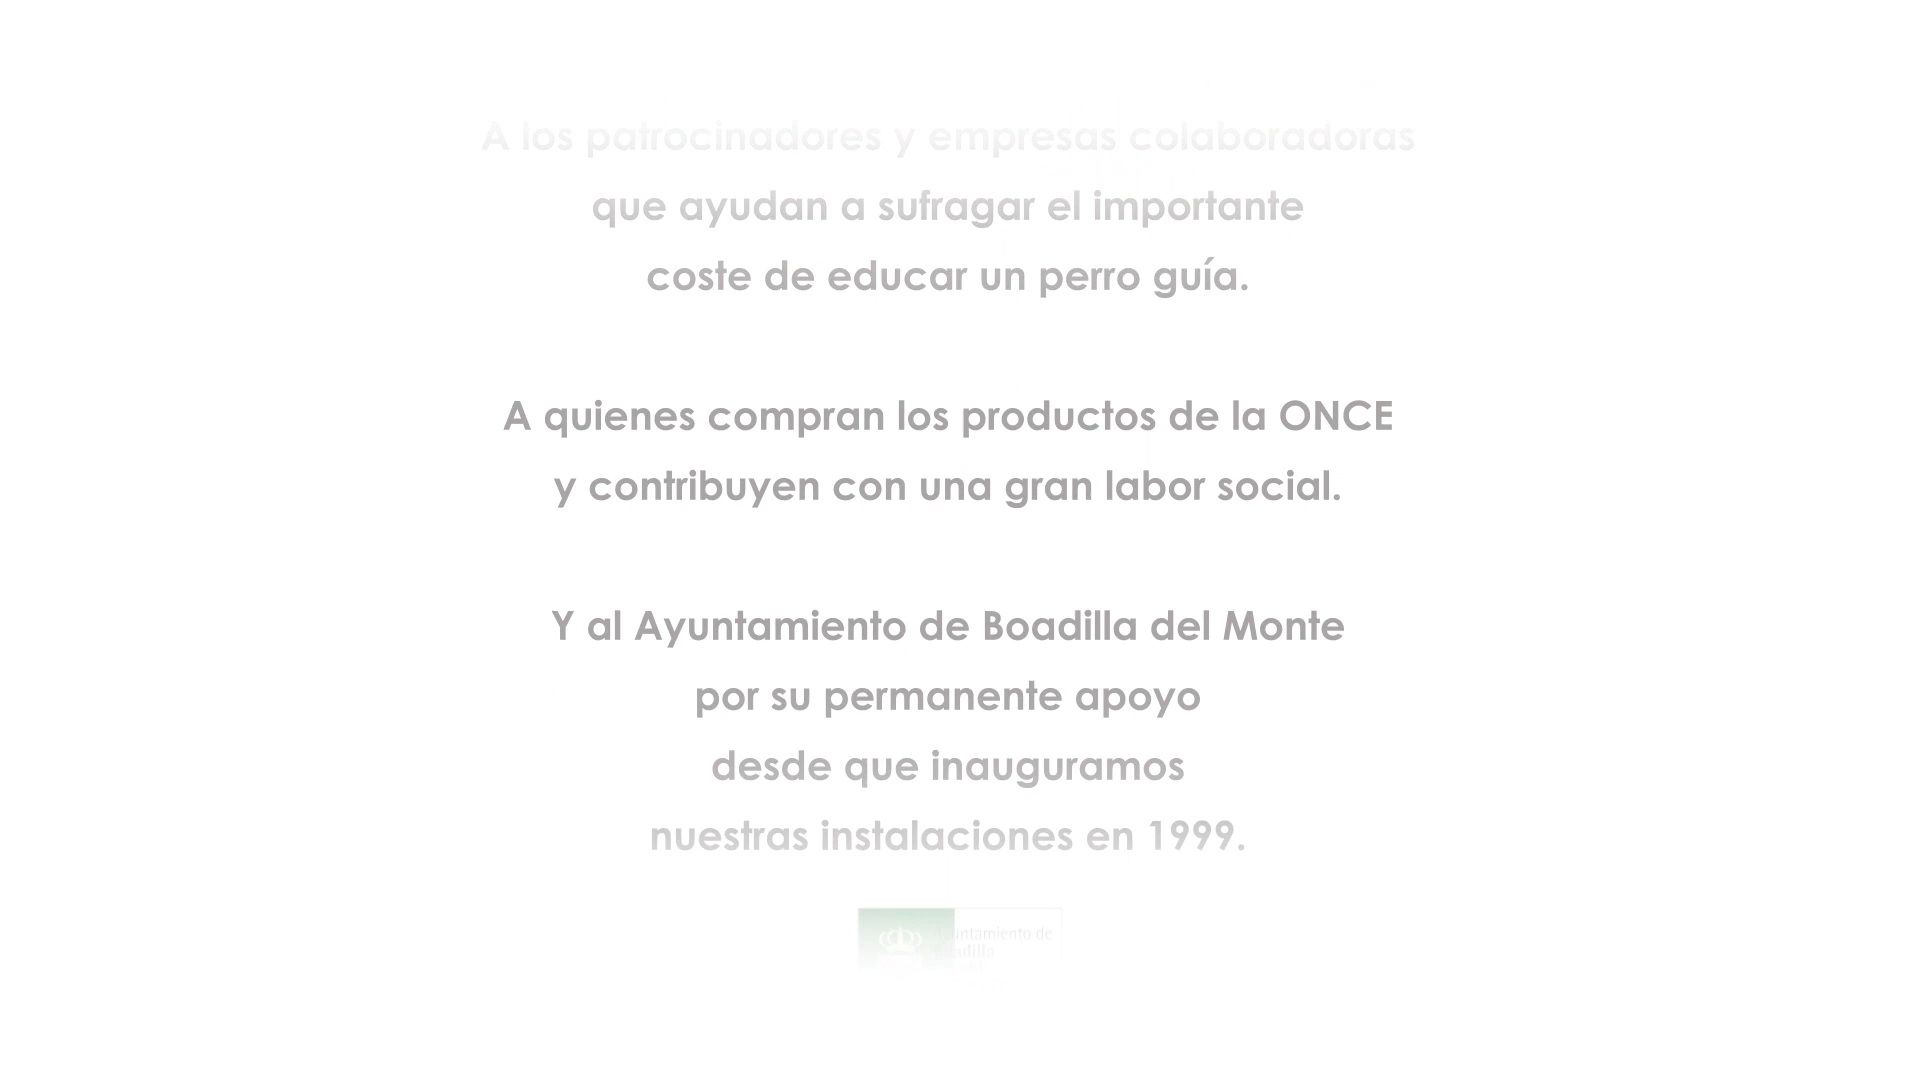 A los patrocinadores y empresas colaboradoras
que ayudan a sufragar el importante
coste de educar un perro guía.
A quienes compran los productos de la ONCE
y contribuyen con una gran labor social.
Y al Ayuntamiento de Boadilla del Monte
por su permanente apoyo
desde que inauguramos
nuestras instalaciones en 1999.
de